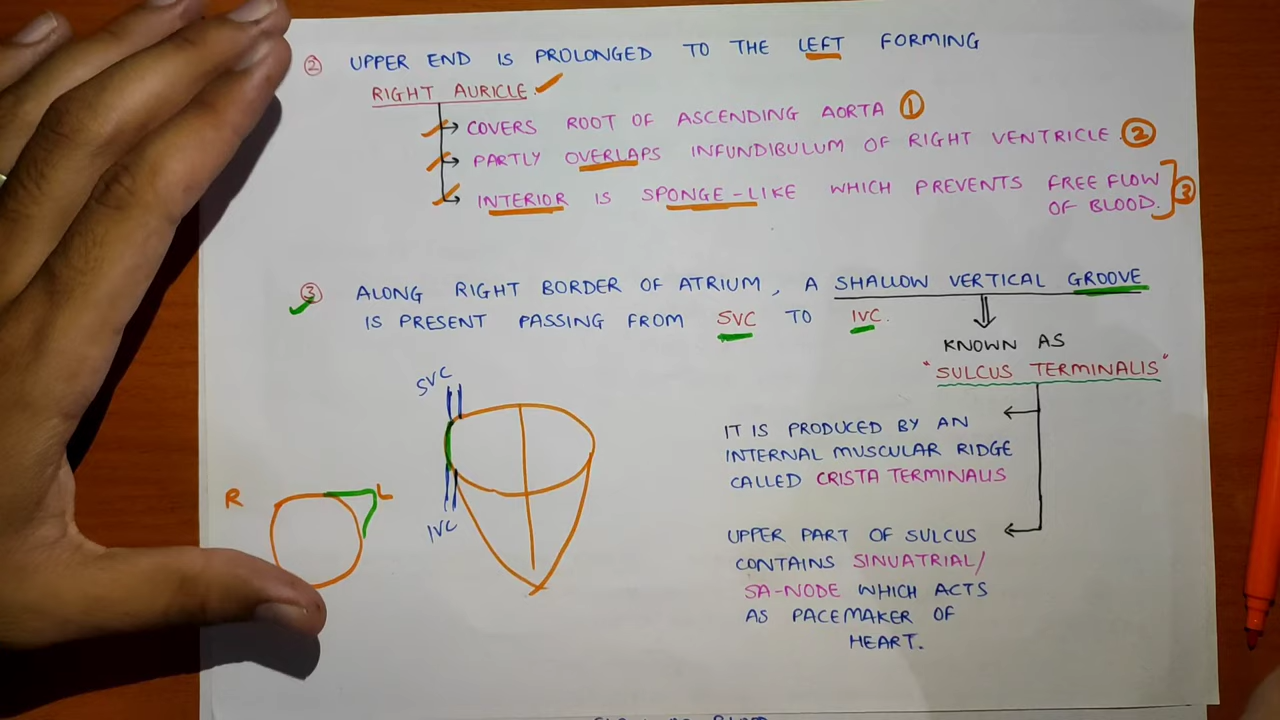 ② UPPER END IS PROLONGED TO THE LEFT FORMING
RIGHT AURICLE.
→ COVERS ROOT OF ASCENDING AORTA ①
→ PARTLY OVERLAPS INFUNDIBULUM OF RIGHT VENTRICLE ②
→ INTERIOR IS SPONGE-LIKE WHICH PREVENTS FREE FLOW
OF BLOOD. ③
③ ALONG RIGHT BORDER OF ATRIUM, A SHALLOW VERTICAL GROOVE
IS PRESENT PASSING FROM SVC TO IVC.
KNOWN AS
"SULCUS TERMINALIS"
SVC
IVC
R
L
IT IS PRODUCED BY AN
INTERNAL MUSCULAR RIDGE
CALLED CRISTA TERMINALIS
UPPER PART OF SULCUS
CONTAINS SINUATRIAL/
SA-NODE WHICH ACTS
AS PACEMAKER OF
HEART.